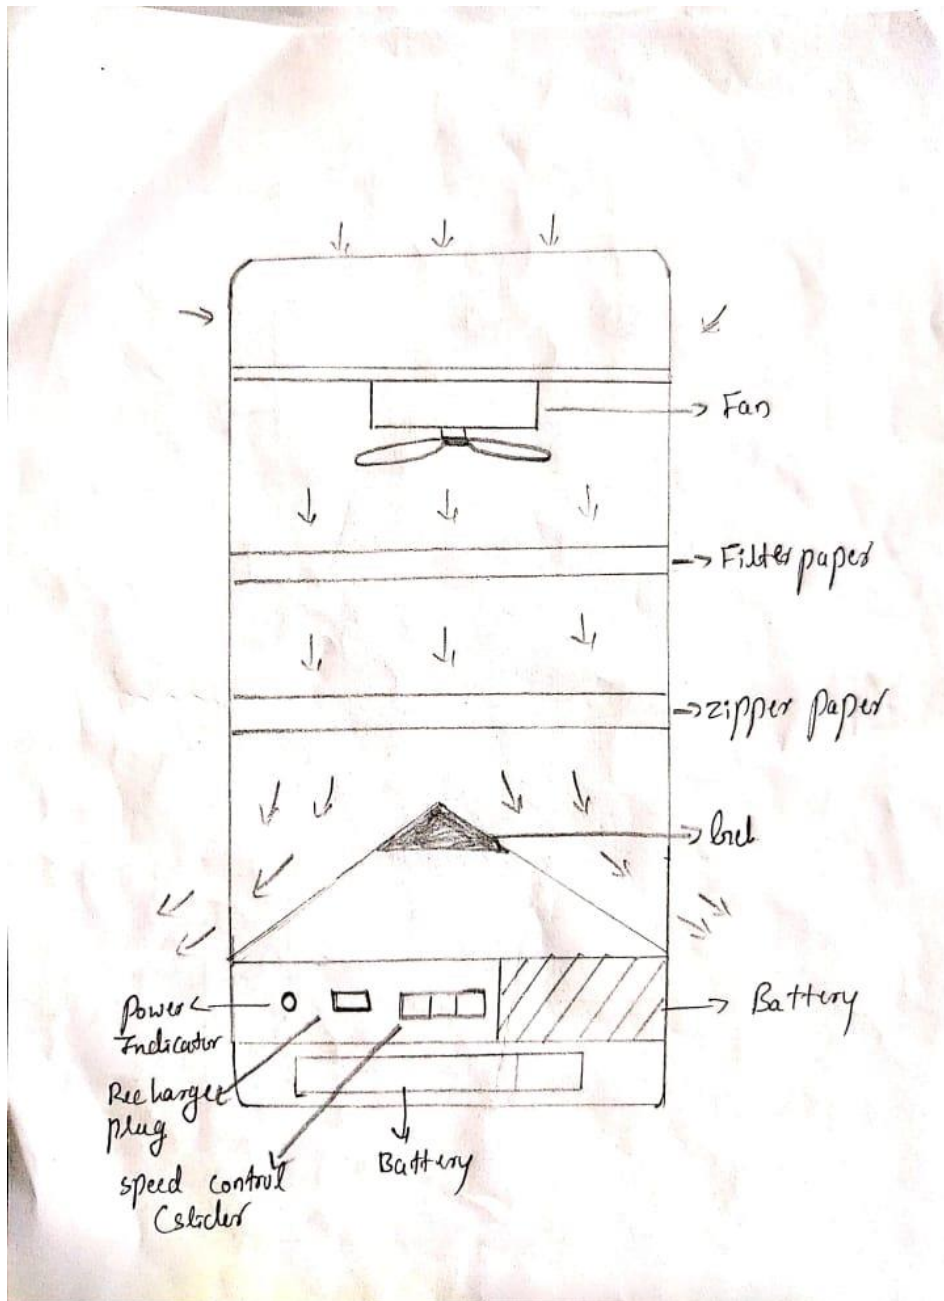 Fan
Filter paper
zipper paper
Battery
Power
Indicator
Recharger
plug
speed control
(slider
Battery